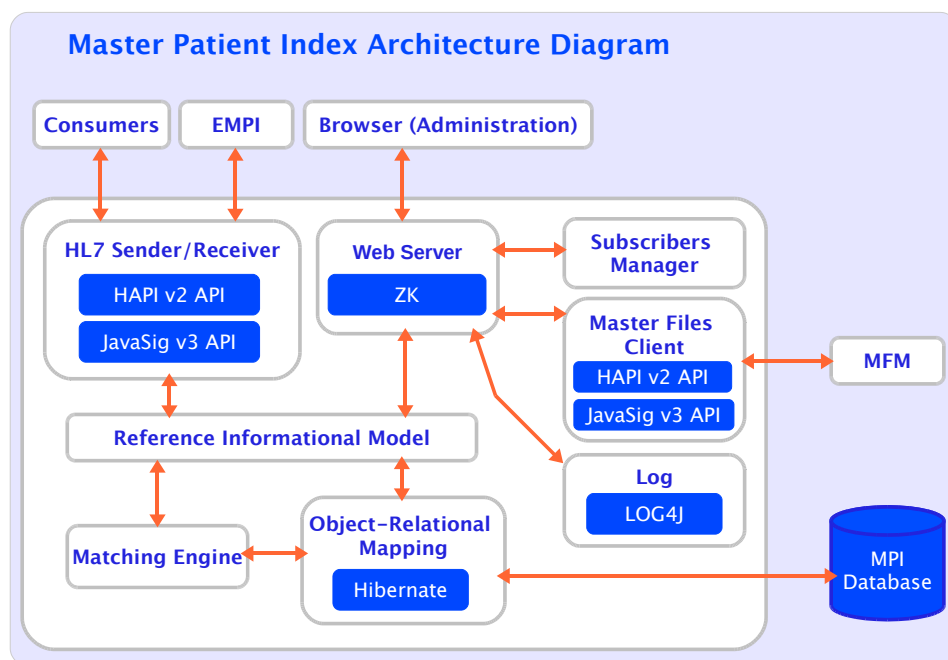 Master Patient Index Architecture Diagram
Consumers
EMPI
Browser (Administration)
HL7 Sender/Receiver
HAPI v2 API
JavaSig v3 API
Web Server
ZK
Subscribers
Manager
Master Files
Client
HAPI v2 API
JavaSig v3 API
MFM
Reference Informational Model
Log
LOG4J
Matching Engine
Object-Relational
Mapping
Hibernate
MPI
Database